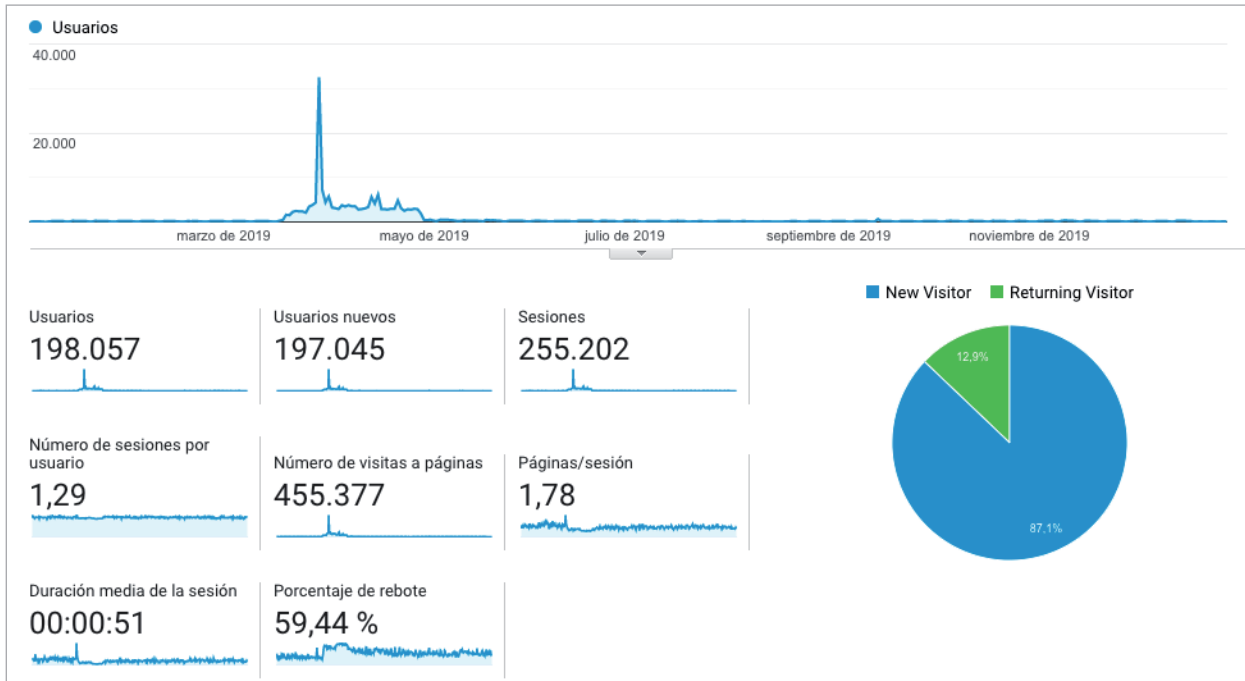 Usuarios
40.000
20.000
marzo de 2019
mayo de 2019
julio de 2019
septiembre de 2019
noviembre de 2019
New Visitor
Returning Visitor
Usuarios
198.057
Usuarios nuevos
197.045
Sesiones
255.202
12,9%
87,1%
Número de sesiones por
usuario
1,29
Número de visitas a páginas
455.377
Páginas/sesión
1,78
Duración media de la sesión
00:00:51
Porcentaje de rebote
59,44 %